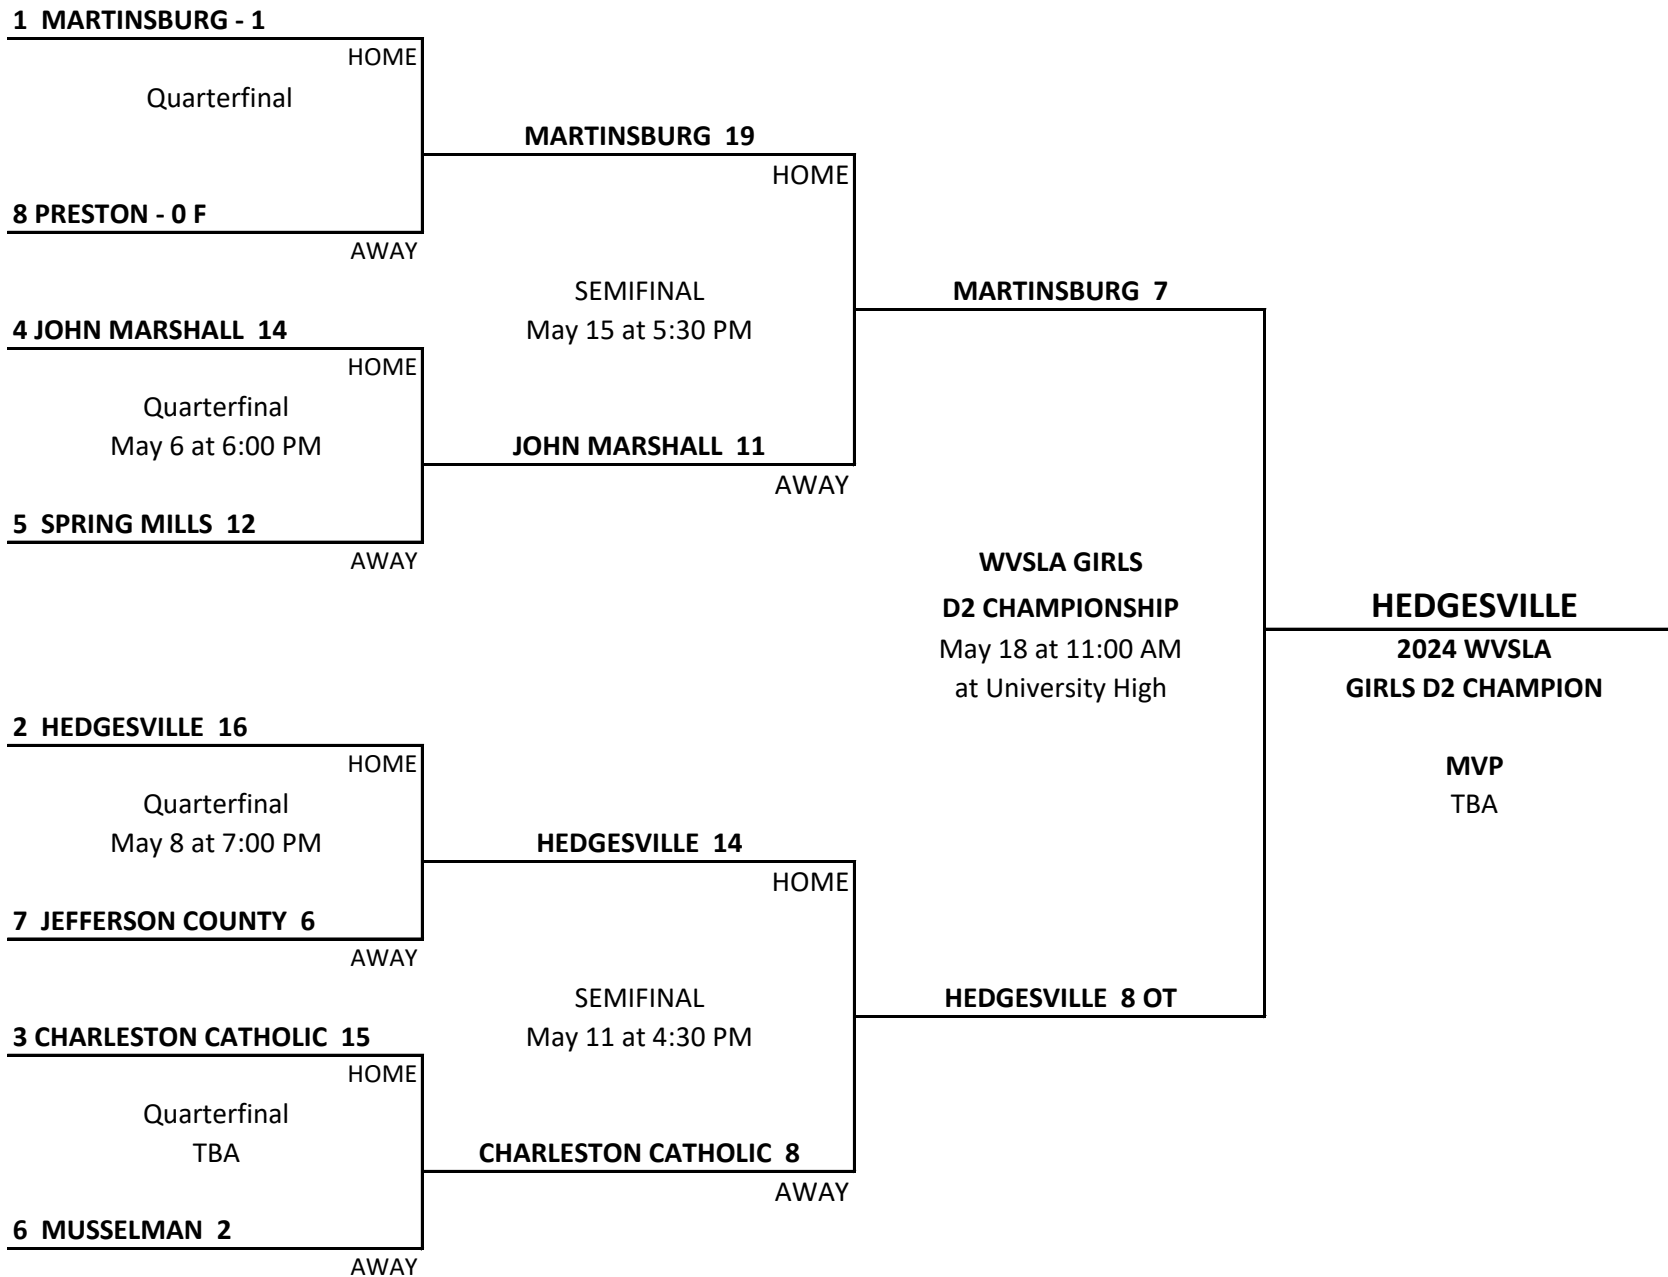 1  MARTINSBURG - 1
HOME
Quarterfinal
8 PRESTON - 0 F
AWAY
4 JOHN MARSHALL  14
HOME
Quarterfinal
May 6 at 6:00 PM
5  SPRING MILLS  12
AWAY
MARTINSBURG  19
HOME
SEMIFINAL
May 15 at 5:30 PM
JOHN MARSHALL  11
AWAY
2  HEDGESVILLE  16
HOME
Quarterfinal
May 8 at 7:00 PM
7  JEFFERSON COUNTY  6
AWAY
3 CHARLESTON CATHOLIC  15
HOME
Quarterfinal
TBA
6  MUSSELMAN  2
AWAY
HEDGESVILLE  14
HOME
SEMIFINAL
May 11 at 4:30 PM
CHARLESTON CATHOLIC  8
AWAY
MARTINSBURG  7
WVSLA GIRLS
D2 CHAMPIONSHIP
May 18 at 11:00 AM
at University High
HEDGESVILLE  8 OT
HEDGESVILLE
2024 WVSLA
GIRLS D2 CHAMPION
MVP
TBA